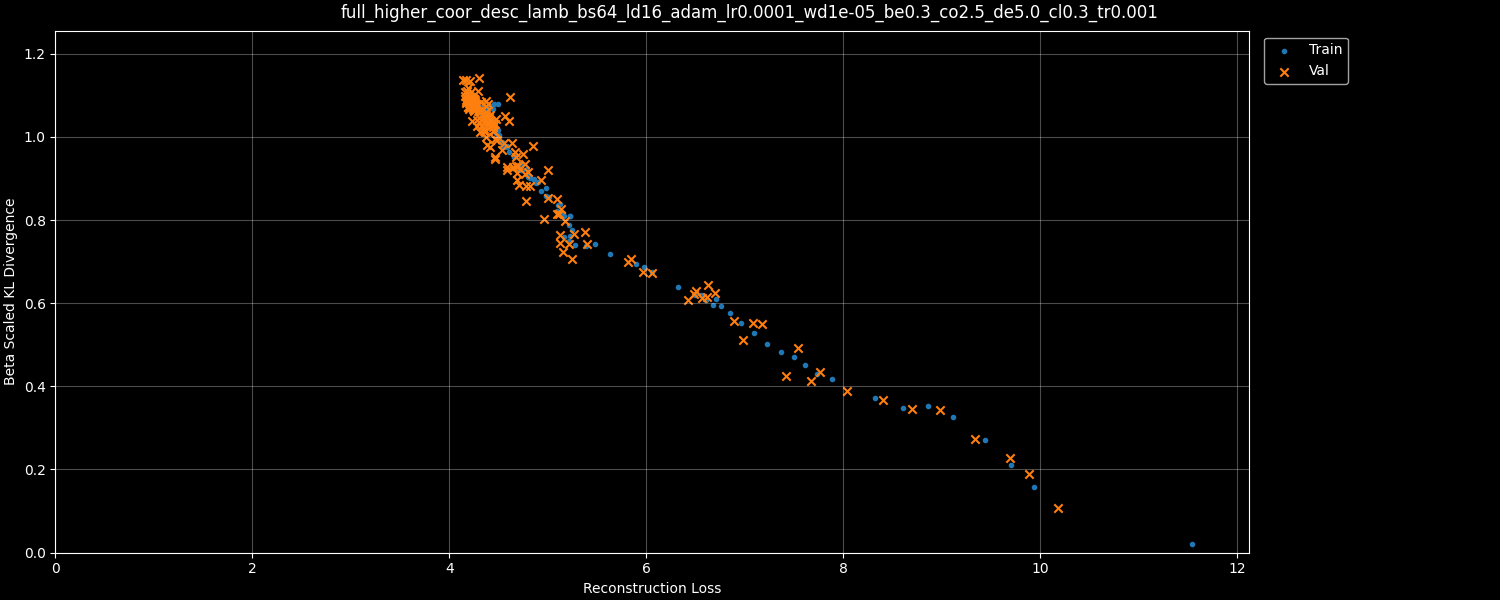 full_higher_coor_desc_lamb_bs64_ld16_adam_lr0.0001_wd1e-05_be0.3_co2.5_de5.0_cl0.3_tr0.001
Train
Val
Beta Scaled KL Divergence
1.2
1.0
0.8
0.6
0.4
0.2
0.0
0
2
4
6
8
10
12
Reconstruction Loss